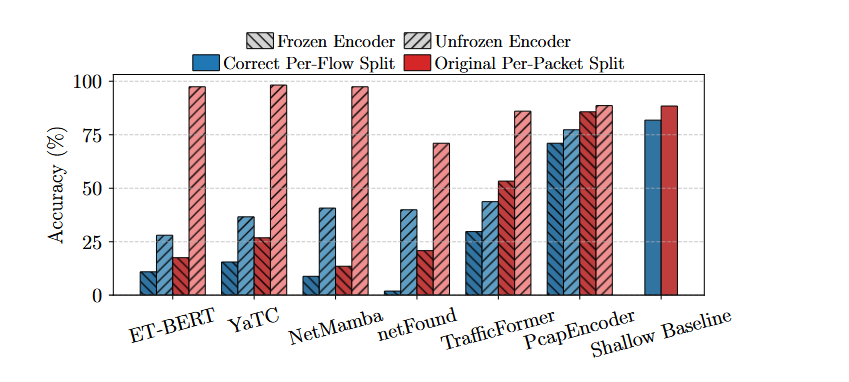 Frozen Encoder Unfrozen Encoder
Correct Per-Flow Split Original Per-Packet Split
Accuracy (%)
100
75
50
25
0
ET-BERT YaTC NetMamba netFound TrafficFormer PcapEncoder Shallow Baseline